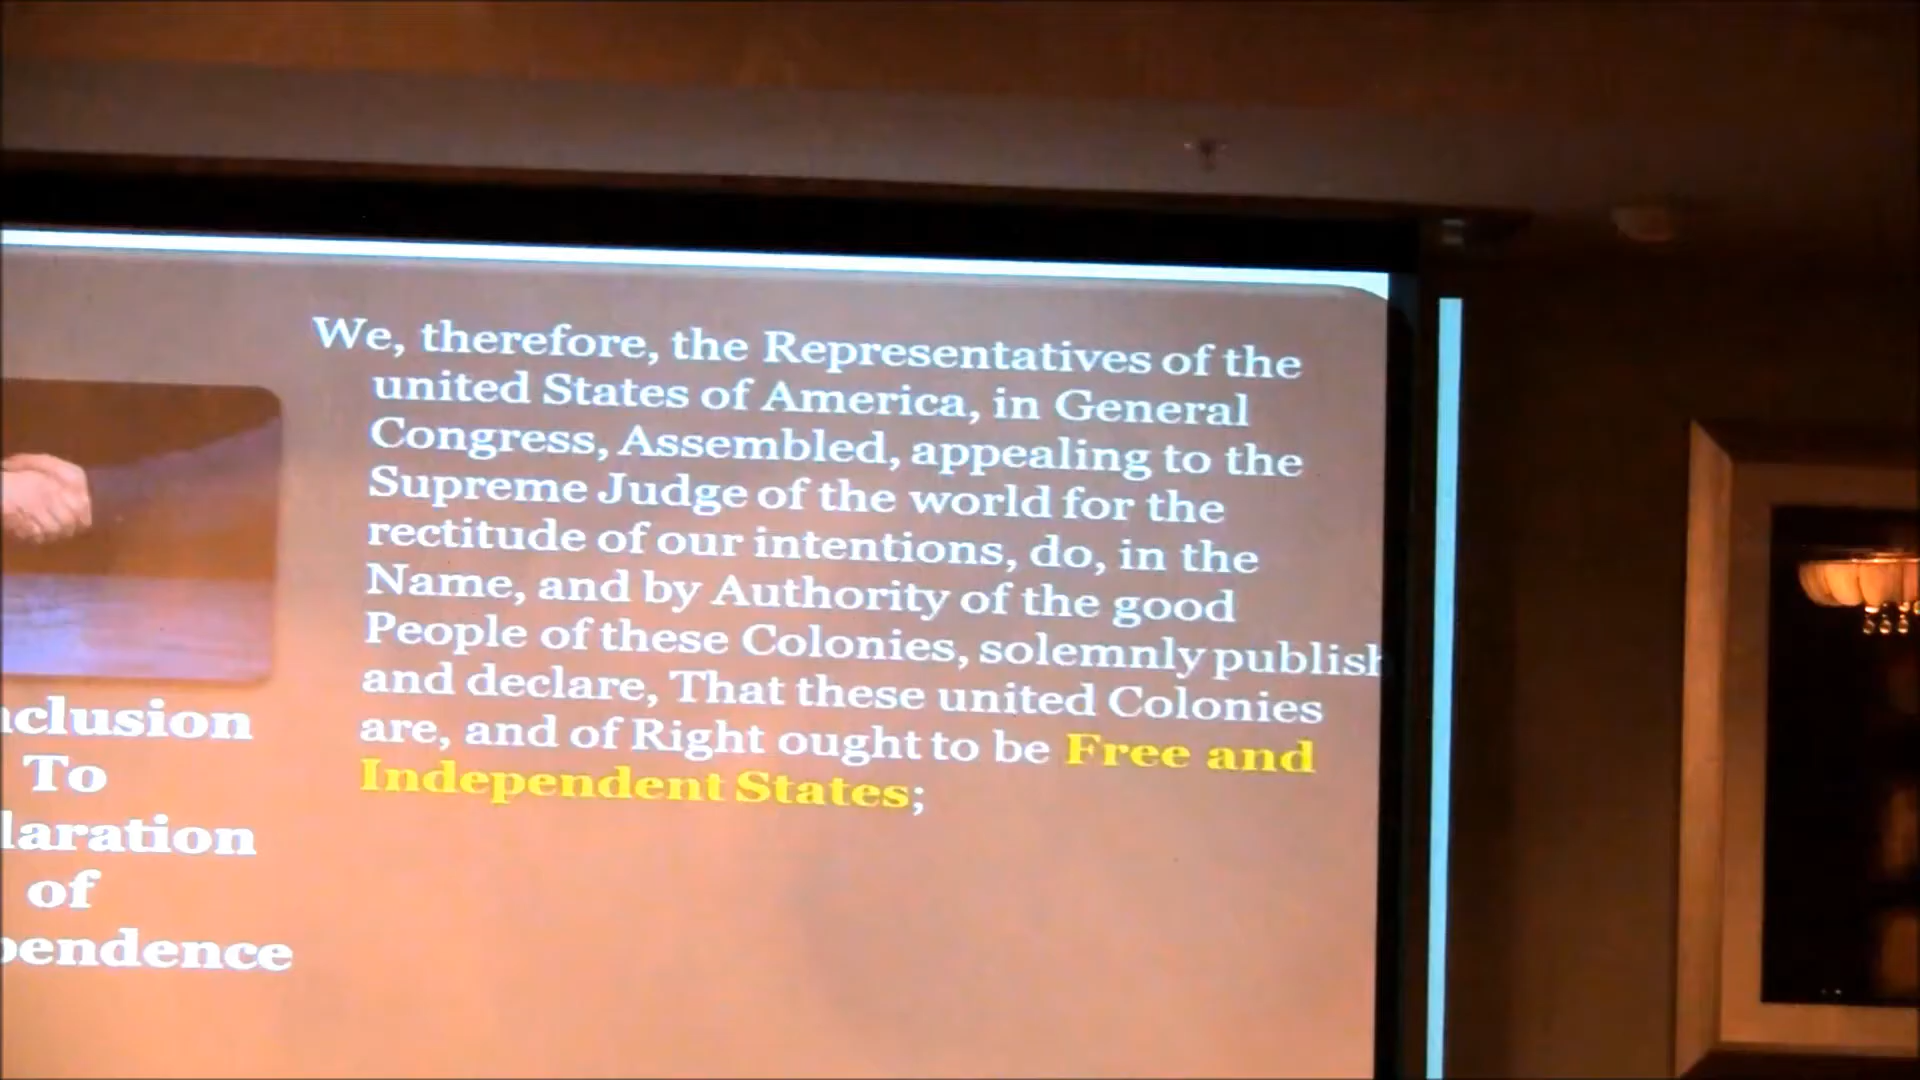 We, therefore, the Representatives of the
united States of America, in General
Congress, Assembled, appealing to the
Supreme Judge of the world for the
rectitude of our intentions, do, in the
Name, and by Authority of the good
People of these Colonies, solemnly publish
and declare, That these united Colonies
are, and of Right ought to be Free and
Independent States;
nclusion
To
laration
of
pendence